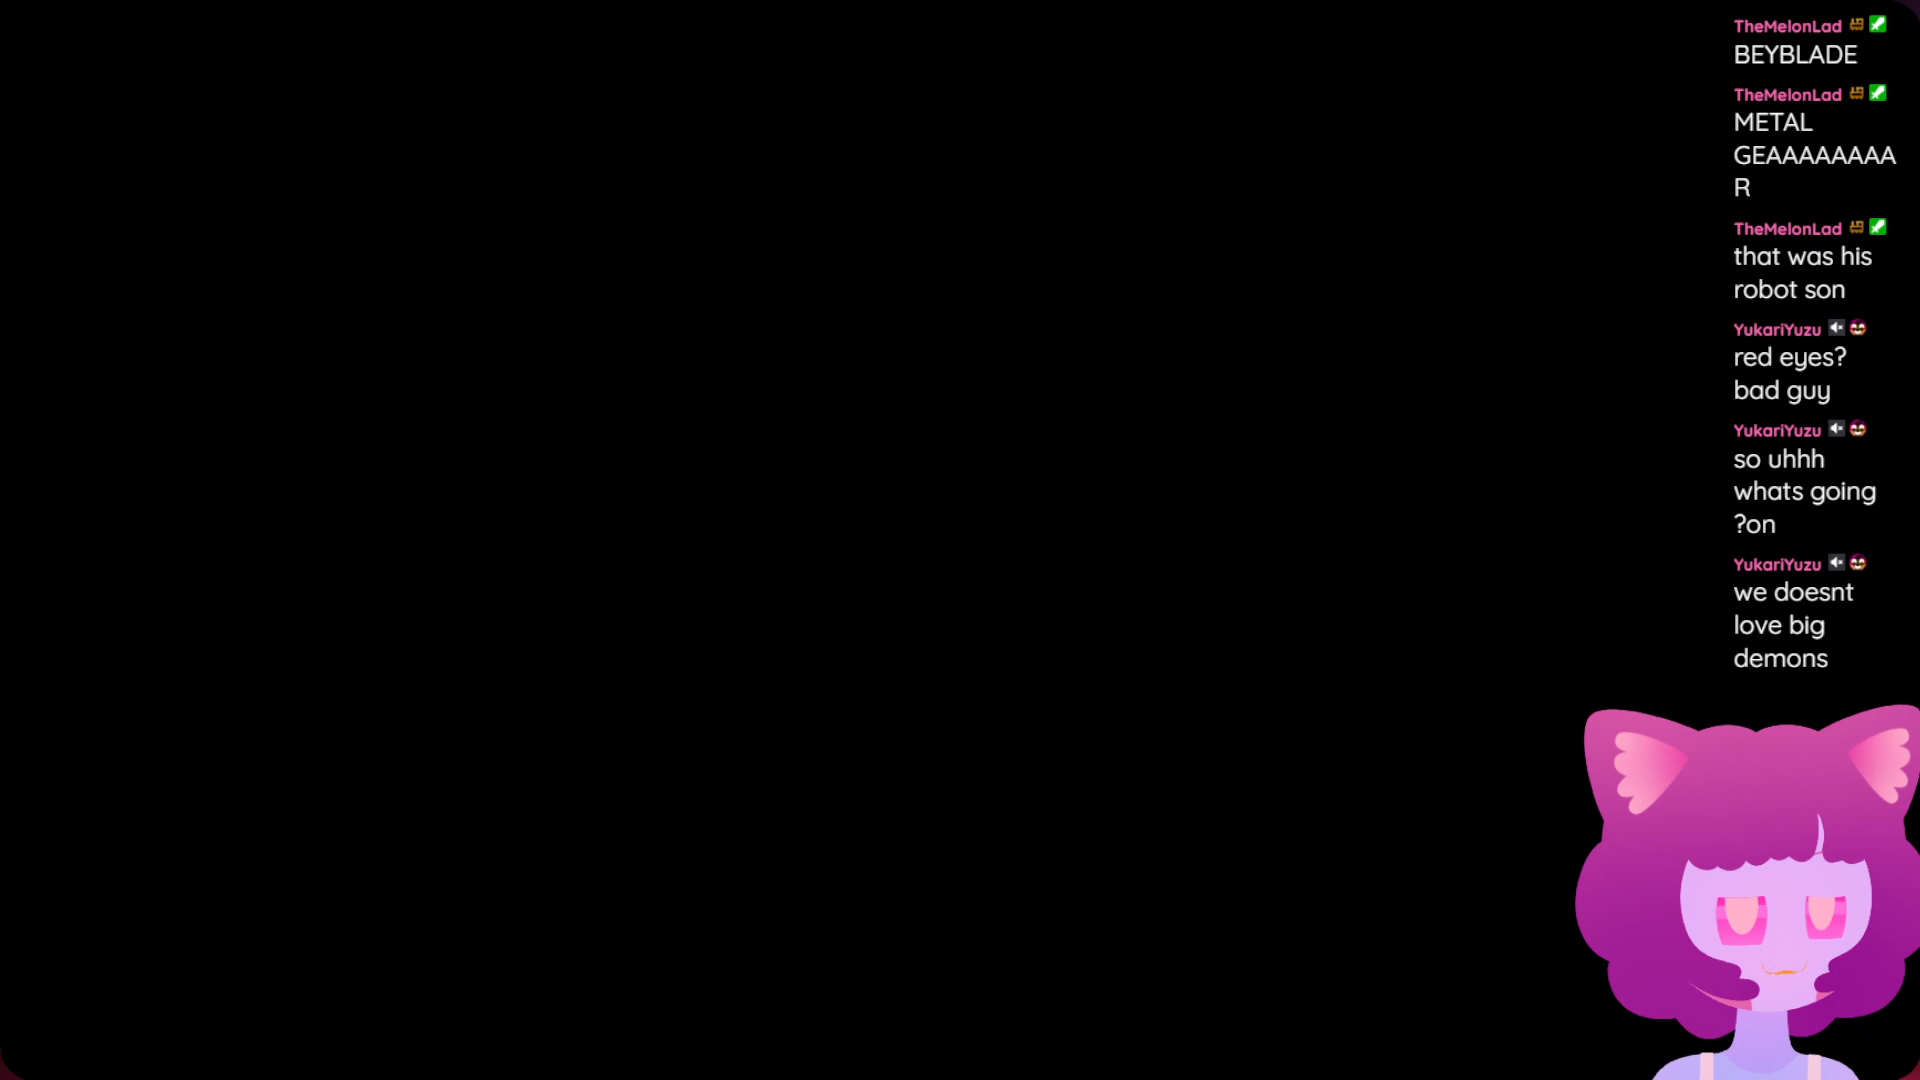 TheMelonLad
BEYBLADE
TheMelonLad
METAL
GEAAAAAAAA
R
TheMelonLad
that was his
robot son
YukariYuzu
red eyes?
bad guy
YukariYuzu
so uhhh
whats going
?on
YukariYuzu
we doesnt
love big
demons